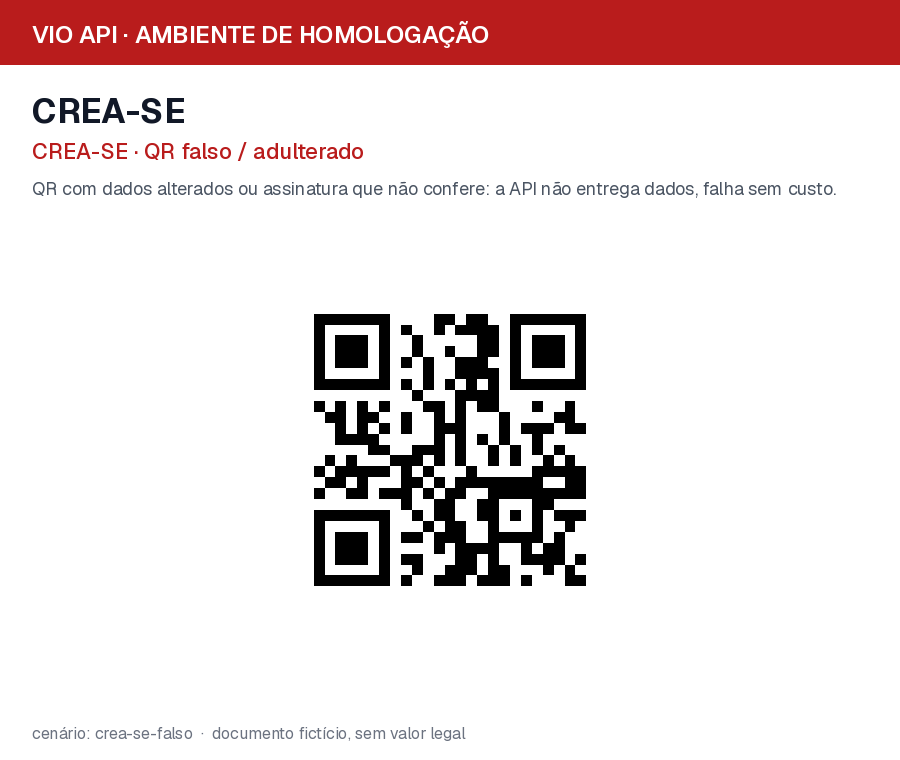 VIO API · AMBIENTE DE HOMOLOGAÇÃO
CREA-SE
CREA-SE · QR falso / adulterado
QR com dados alterados ou assinatura que não confere: a API não entrega dados, falha sem custo.
cenário: crea-se-falso · documento fictício, sem valor legal